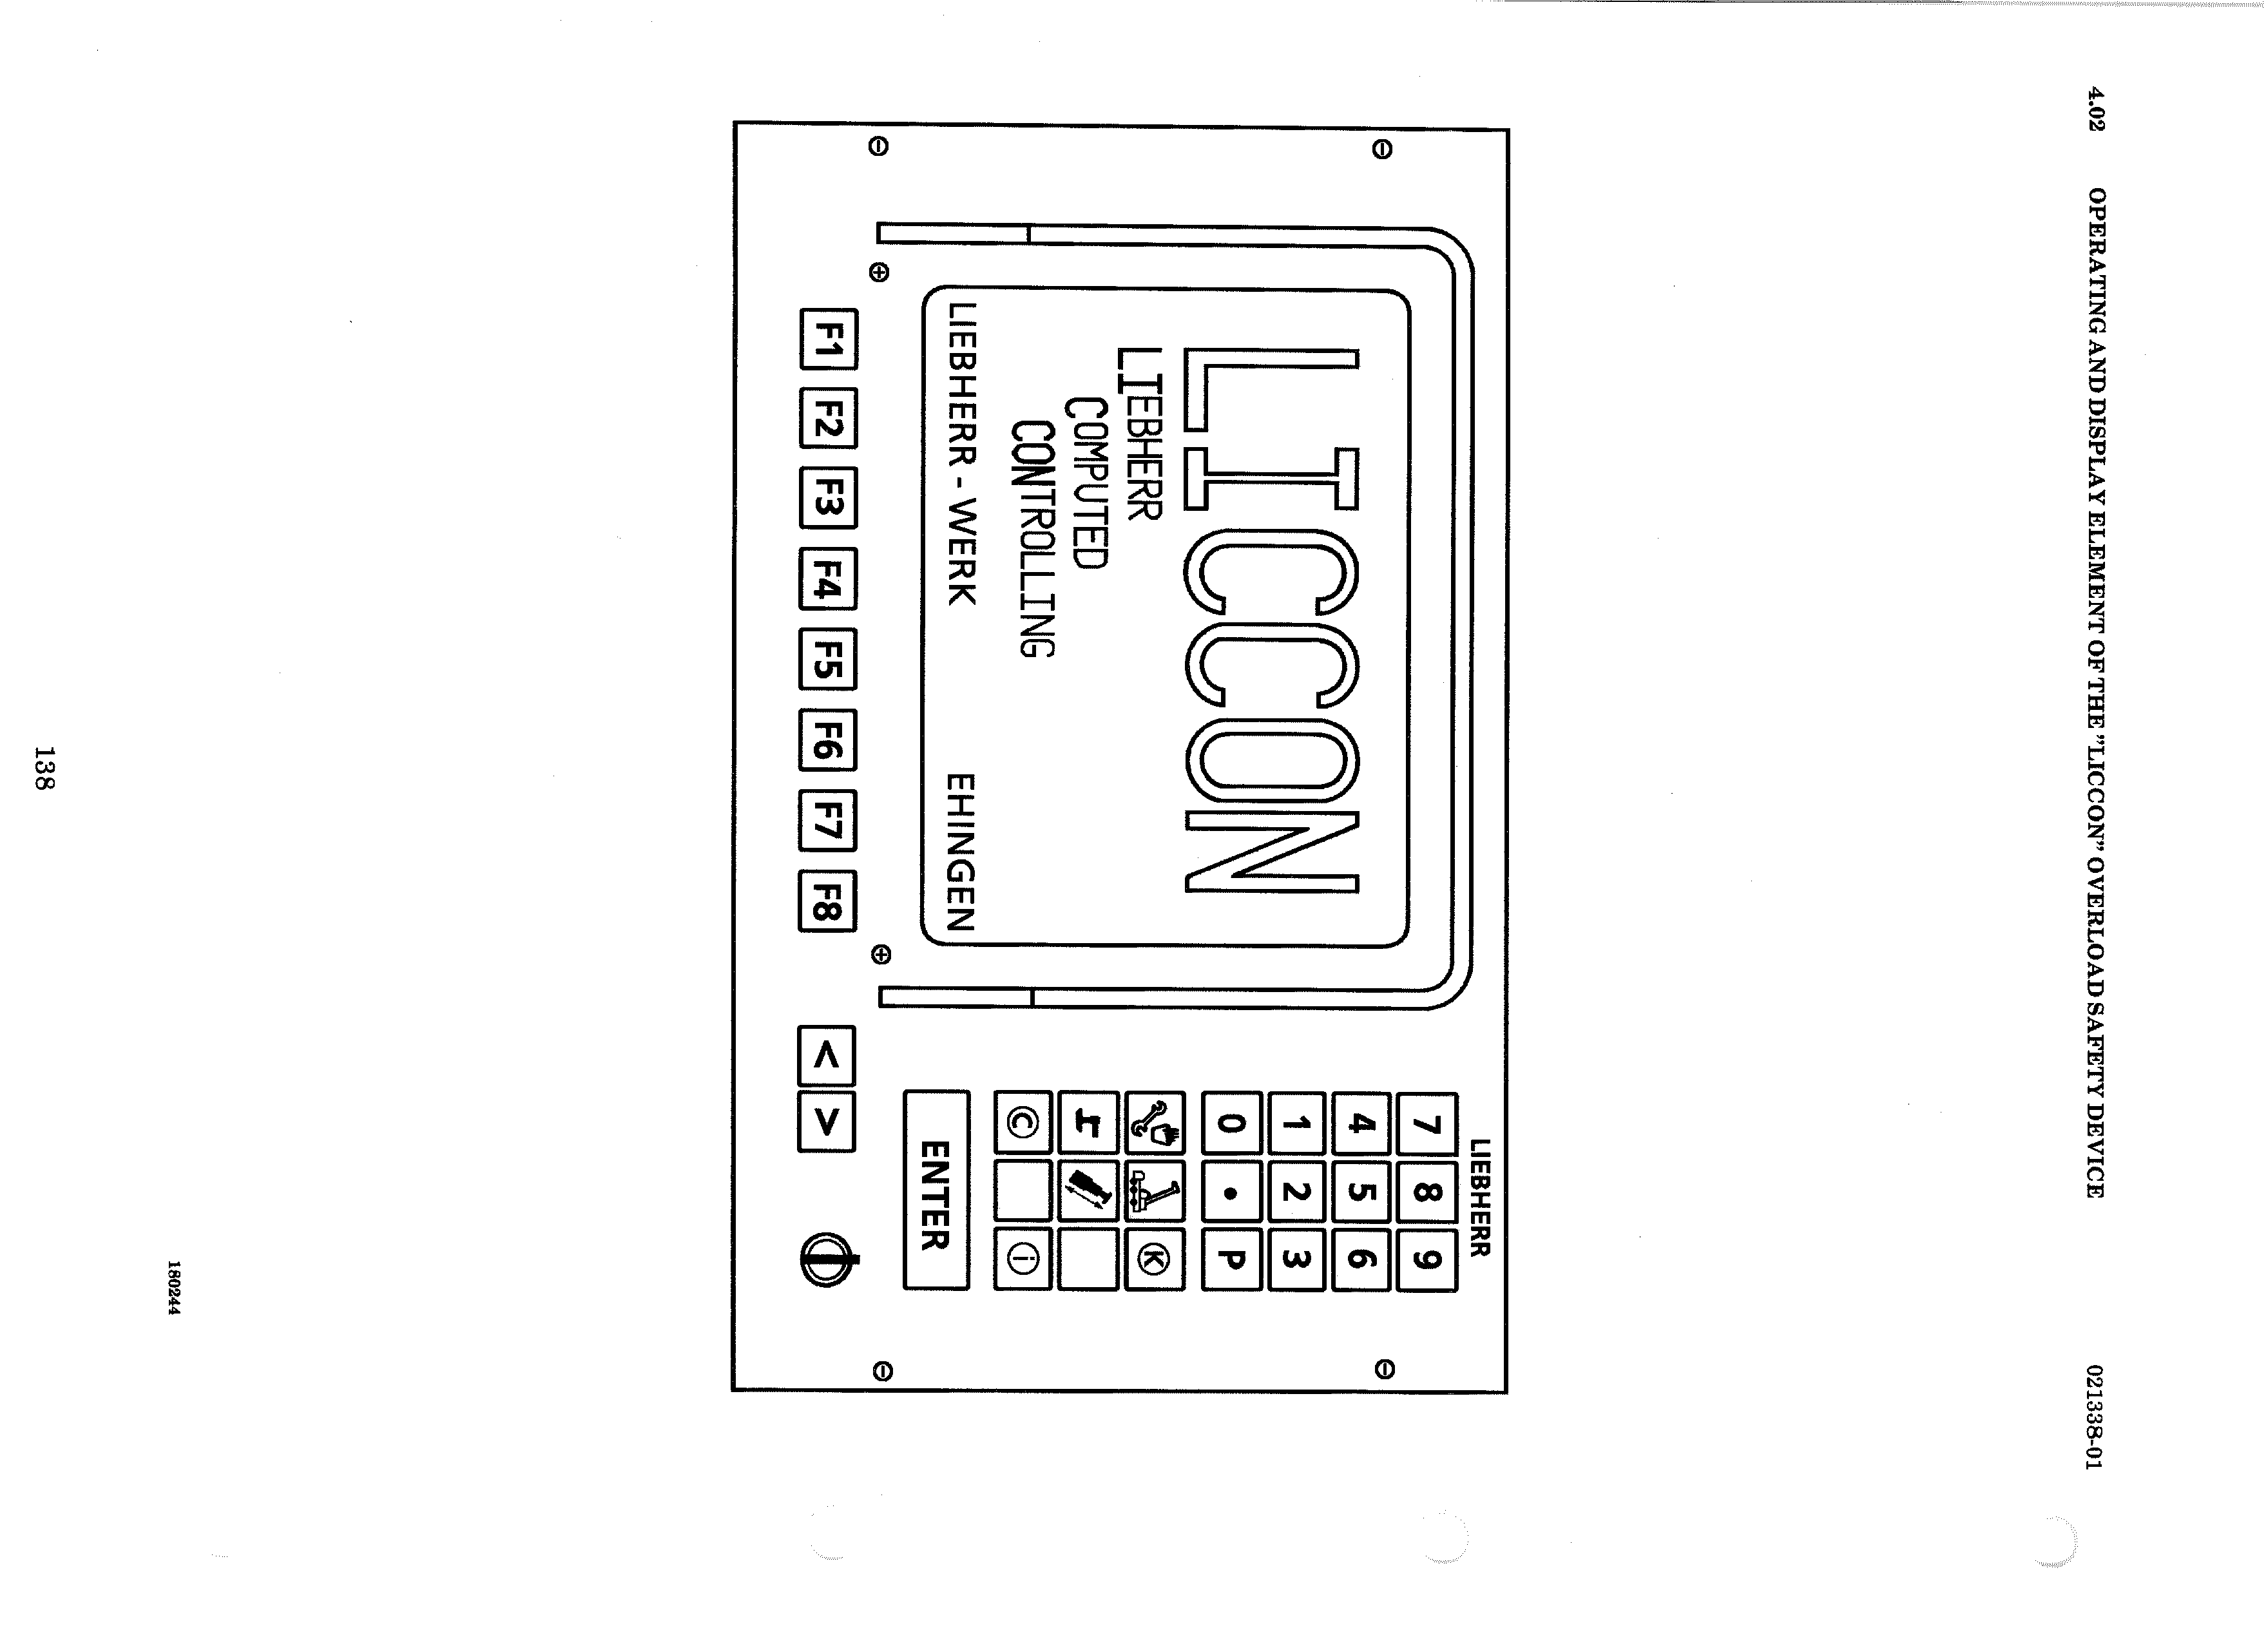 4.02 OPERATING AND DISPLAY ELEMENT OF THE "LICCON" OVERLOAD SAFETY DEVICE 021338-01
LIEBHERR
LICCON
LIEBHERR
COMPUTED
CONTROLLING
LIEBHERR - WERK EHINGEN
7 8 9
4 5 6
1 2 3
0 • P
K
C i
ENTER
F1 F2 F3 F4 F5 F6 F7 F8 < >
180244
138